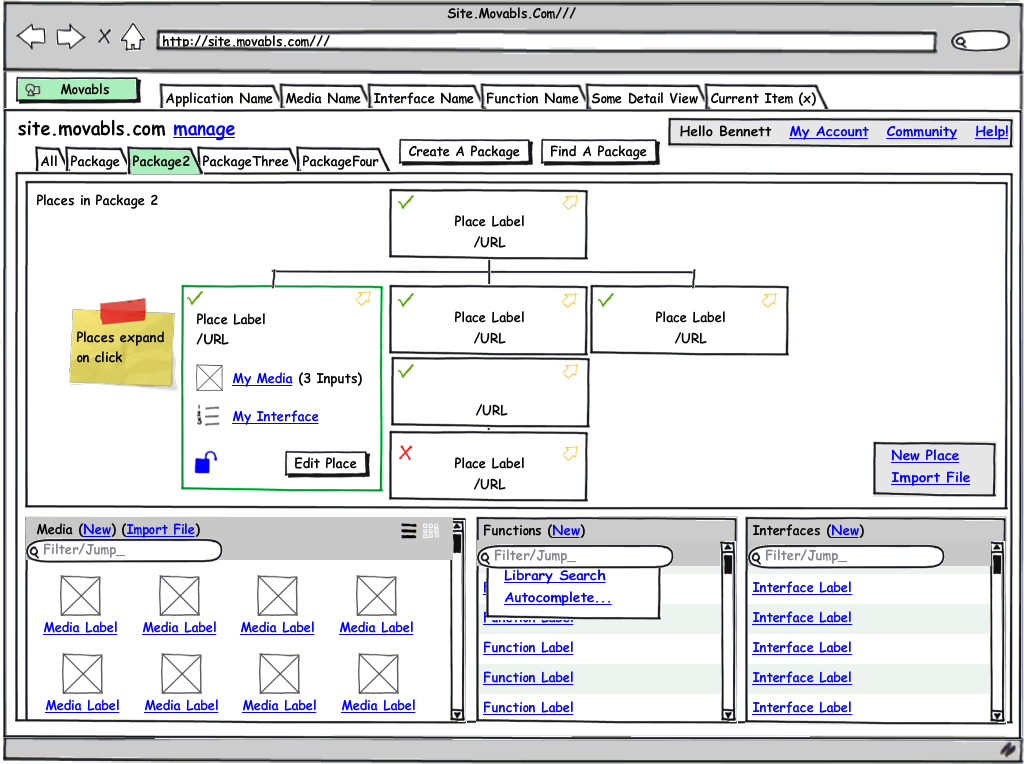 Site.Movabls.Com///
http://site.movabls.com///
Movabls
Application Name
Media Name
Interface Name
Function Name
Some Detail View
Current Item (x)
site.movabls.com manage
Hello Bennett My Account Community Help!
All
Package
Package2
PackageThree
PackageFour
Create A Package
Find A Package
Places in Package 2
Place Label
/URL
Places expand
on click
Place Label
/URL
My Media (3 Inputs)
1
2
3
My Interface
Edit Place
Place Label
/URL
Place Label
/URL
/URL
Place Label
/URL
New Place
Import File
Media (New) (Import File)
Filter/Jump_
Media Label Media Label Media Label Media Label
Media Label Media Label Media Label Media Label
Functions (New)
Filter/Jump_
Library Search
Autocomplete...
Function Label
Function Label
Function Label
Interfaces (New)
Filter/Jump_
Interface Label
Interface Label
Interface Label
Interface Label
Interface Label